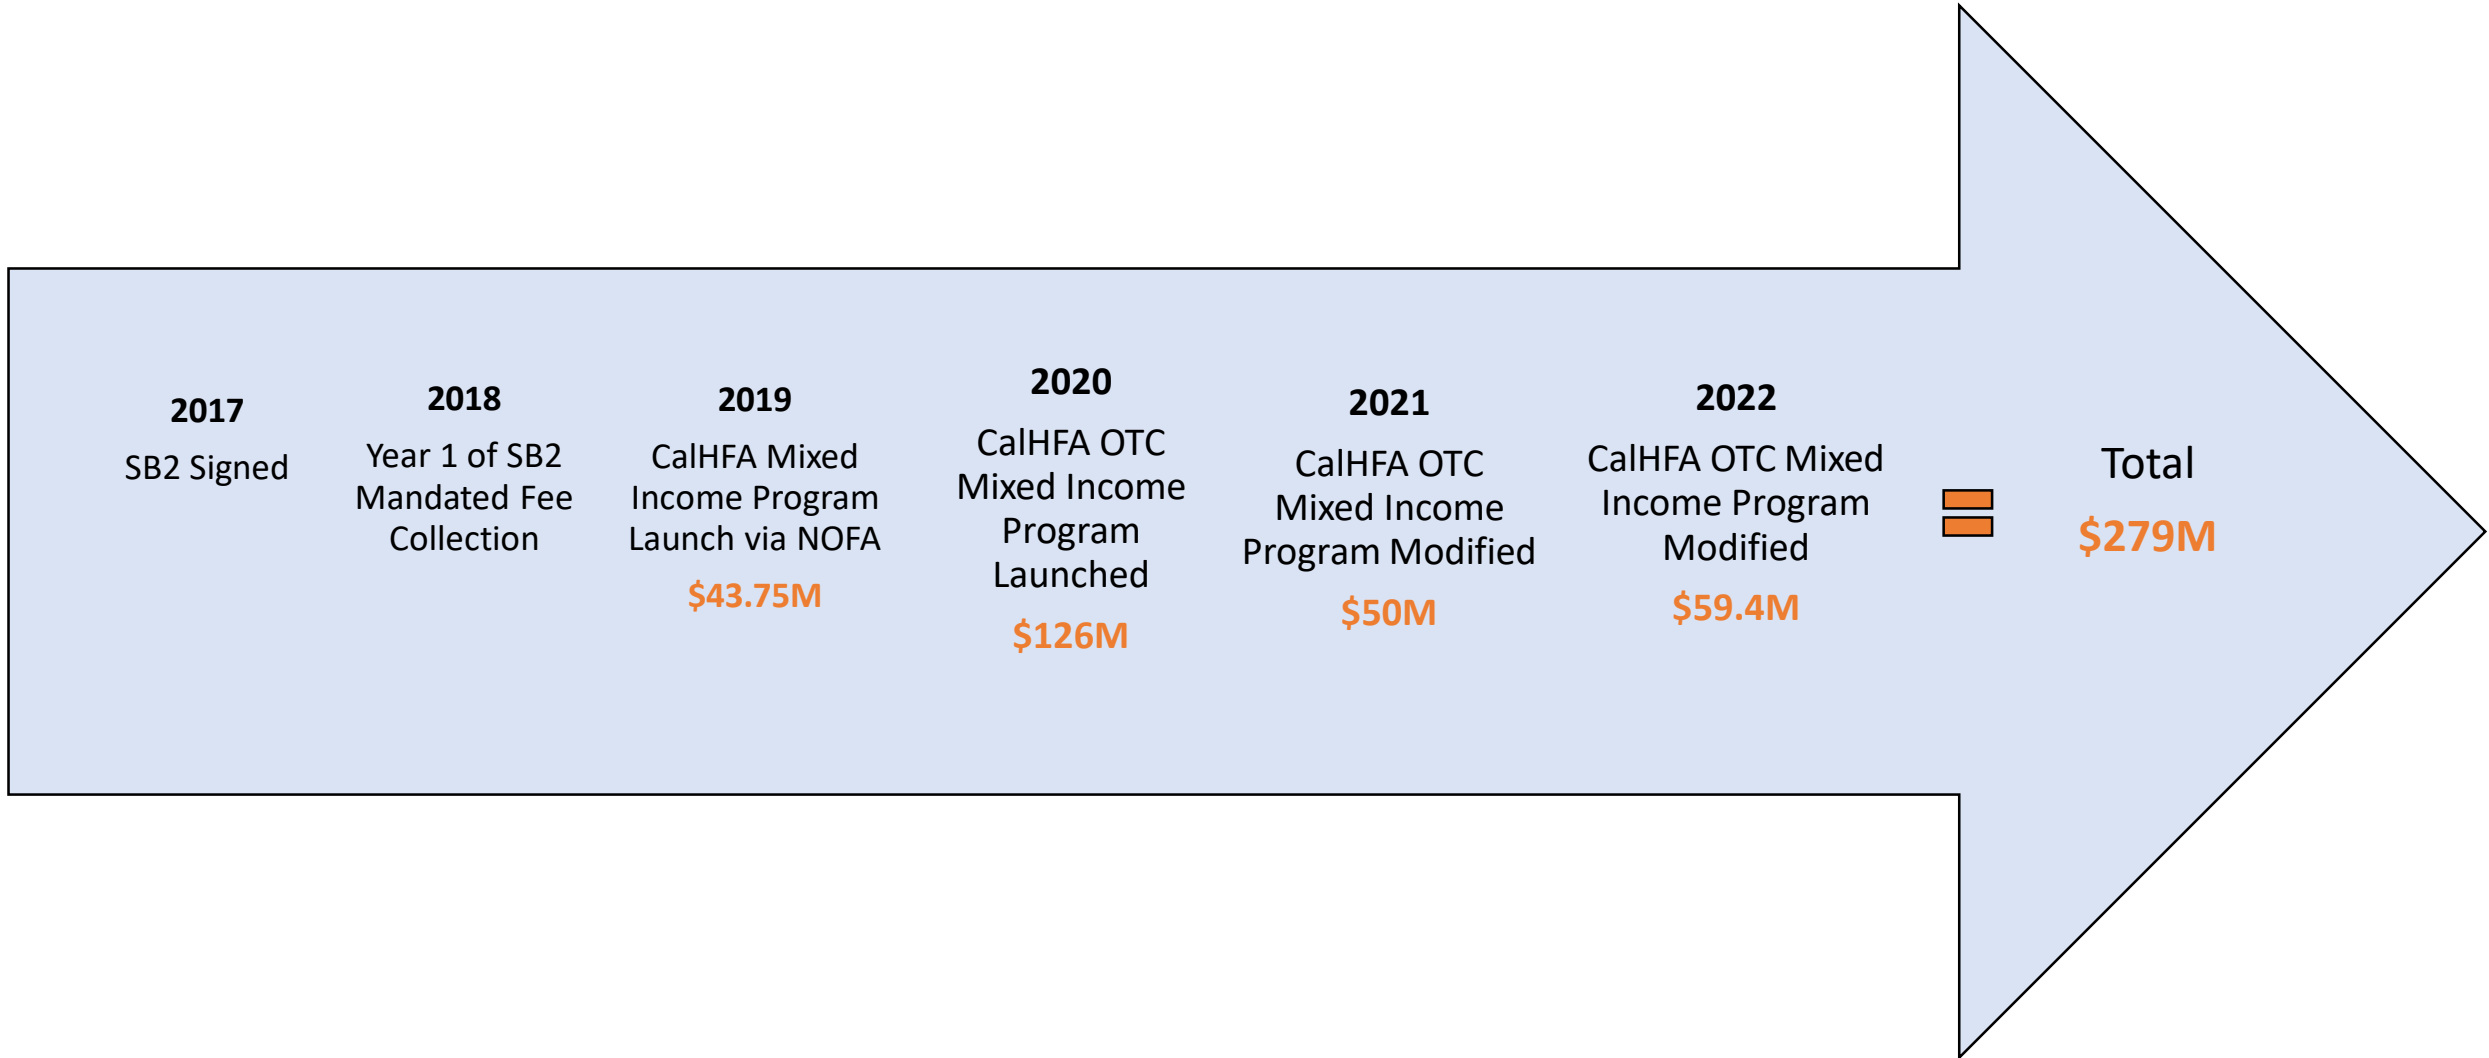 2017
SB2 Signed
2018
Year 1 of SB2
Mandated Fee
Collection
2019
CalHFA Mixed
Income Program
Launch via NOFA
$43.75M
2020
CalHFA OTC
Mixed Income
Program
Launched
$126M
2021
CalHFA OTC
Mixed Income
Program Modified
$50M
2022
CalHFA OTC Mixed
Income Program
Modified
$59.4M
Total
$279M